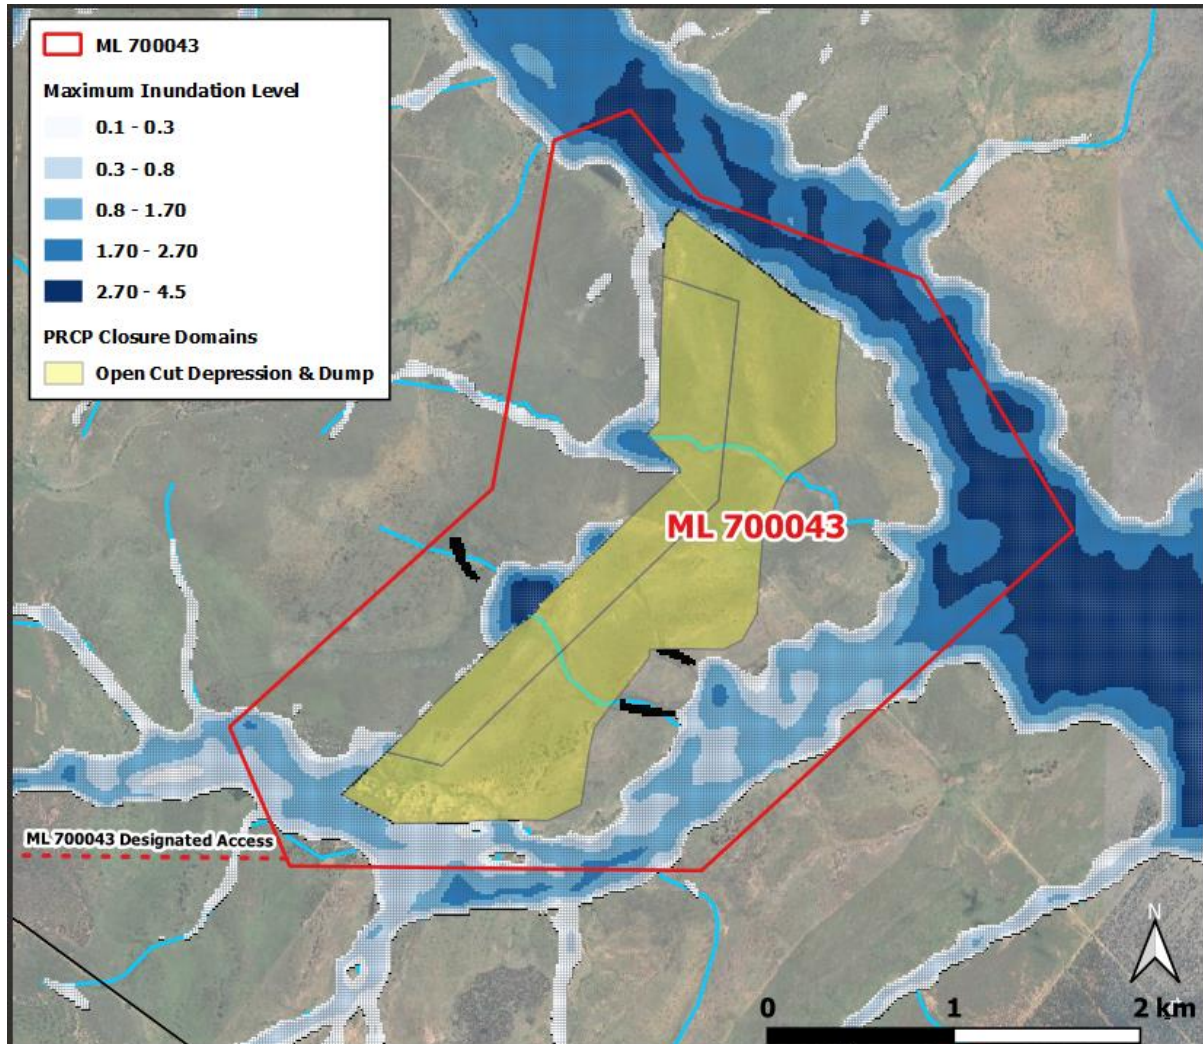 ML 700043
Maximum Inundation Level
0.1 - 0.3
0.3 - 0.8
0.8 - 1.70
1.70 - 2.70
2.70 - 4.5
PRCP Closure Domains
Open Cut Depression & Dump
ML 700043
ML 700043 Designated Access
N
0 1 2 km